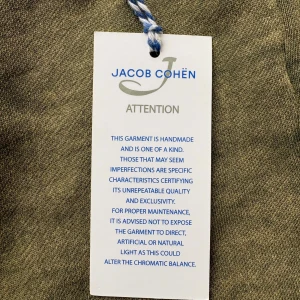 JACOB COHËN
ATTENTION
THIS GARMENT IS HANDMADE
AND IS ONE OF A KIND.
THOSE THAT MAY SEEM
IMPERFECTIONS ARE SPECIFIC
CHARACTERISTICS CERTIFYING
ITS UNREPEATABLE QUALITY
AND EXCLUSIVITY.
FOR PROPER MAINTENANCE,
IT IS ADVISED NOT TO EXPOSE
THE GARMENT TO DIRECT,
ARTIFICIAL OR NATURAL
LIGHT AS THIS COULD
ALTER THE CHROMATIC BALANCE.